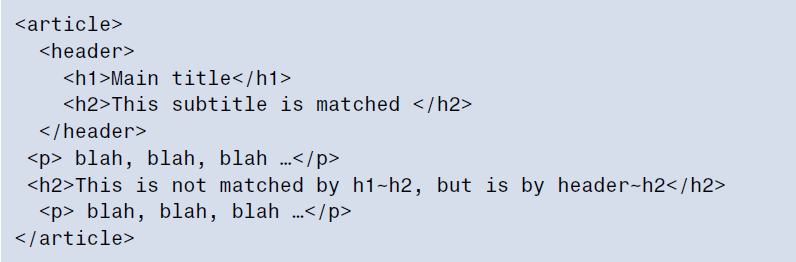 <article>
<header>
<h1>Main title</h1>
<h2>This subtitle is matched </h2>
</header>
<p> blah, blah, blah …</p>
<h2>This is not matched by h1~h2, but is by header~h2</h2>
<p> blah, blah, blah …</p>
</article>